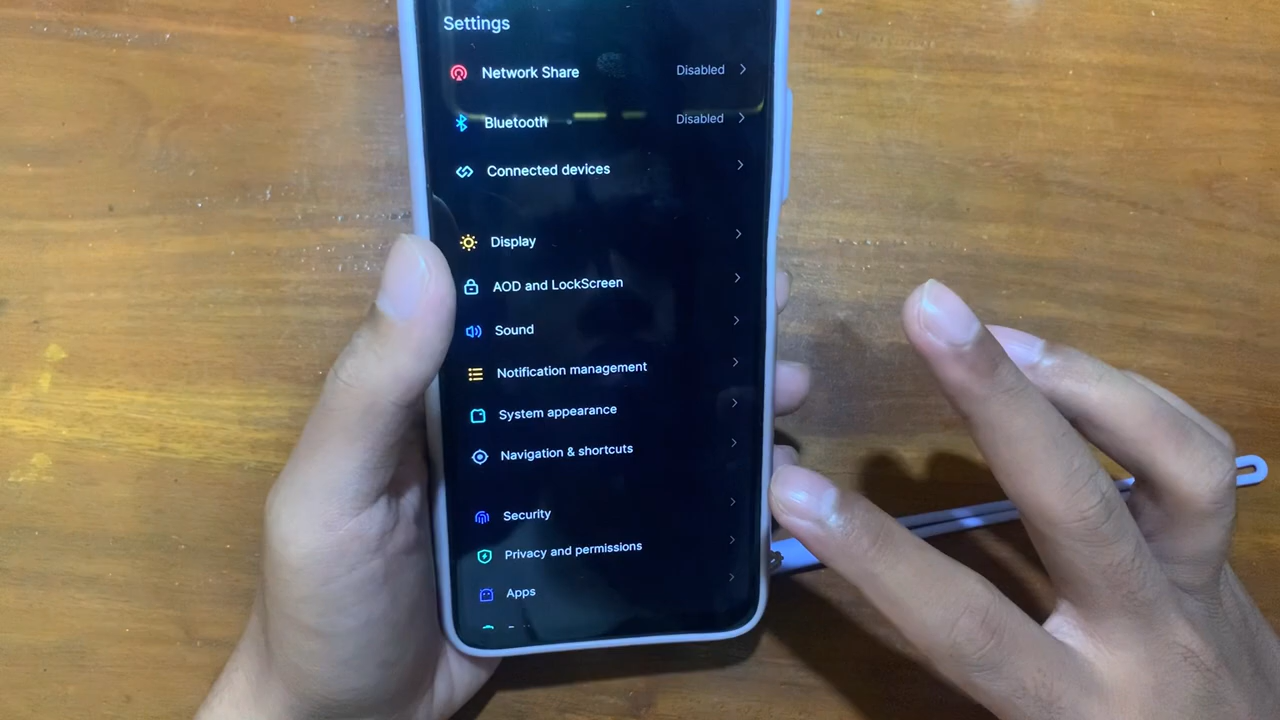 Settings
Network Share Disabled
Bluetooth Disabled
Connected devices
Display
AOD and LockScreen
Sound
Notification management
System appearance
Navigation & shortcuts
Security
Privacy and permissions
Apps